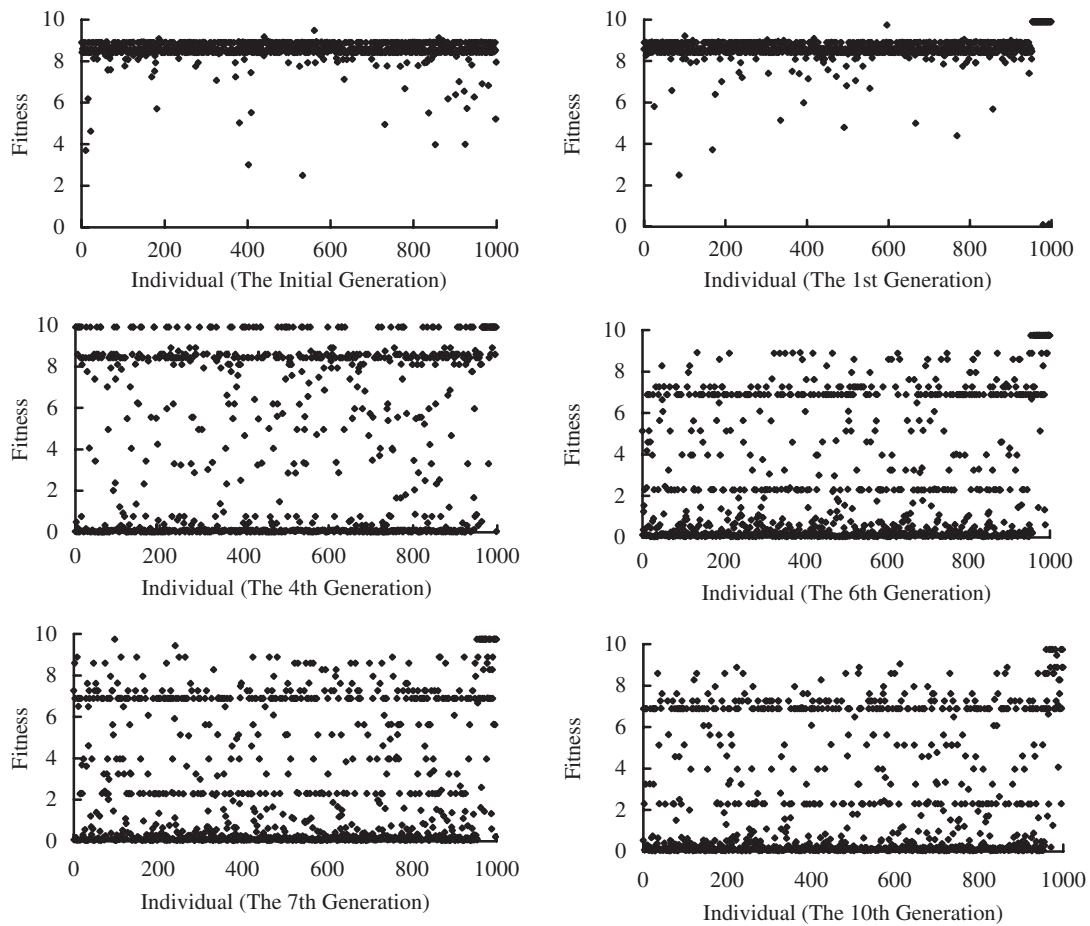 10
8
6
4
2
0
Fitness
0 200 400 600 800 1000
Individual (The Initial Generation)
10
8
6
4
2
0
Fitness
0 200 400 600 800 1000
Individual (The 1st Generation)
10
8
6
4
2
0
Fitness
0 200 400 600 800 1000
Individual (The 4th Generation)
10
8
6
4
2
0
Fitness
0 200 400 600 800 1000
Individual (The 6th Generation)
10
8
6
4
2
0
Fitness
0 200 400 600 800 1000
Individual (The 7th Generation)
10
8
6
4
2
0
Fitness
0 200 400 600 800 1000
Individual (The 10th Generation)